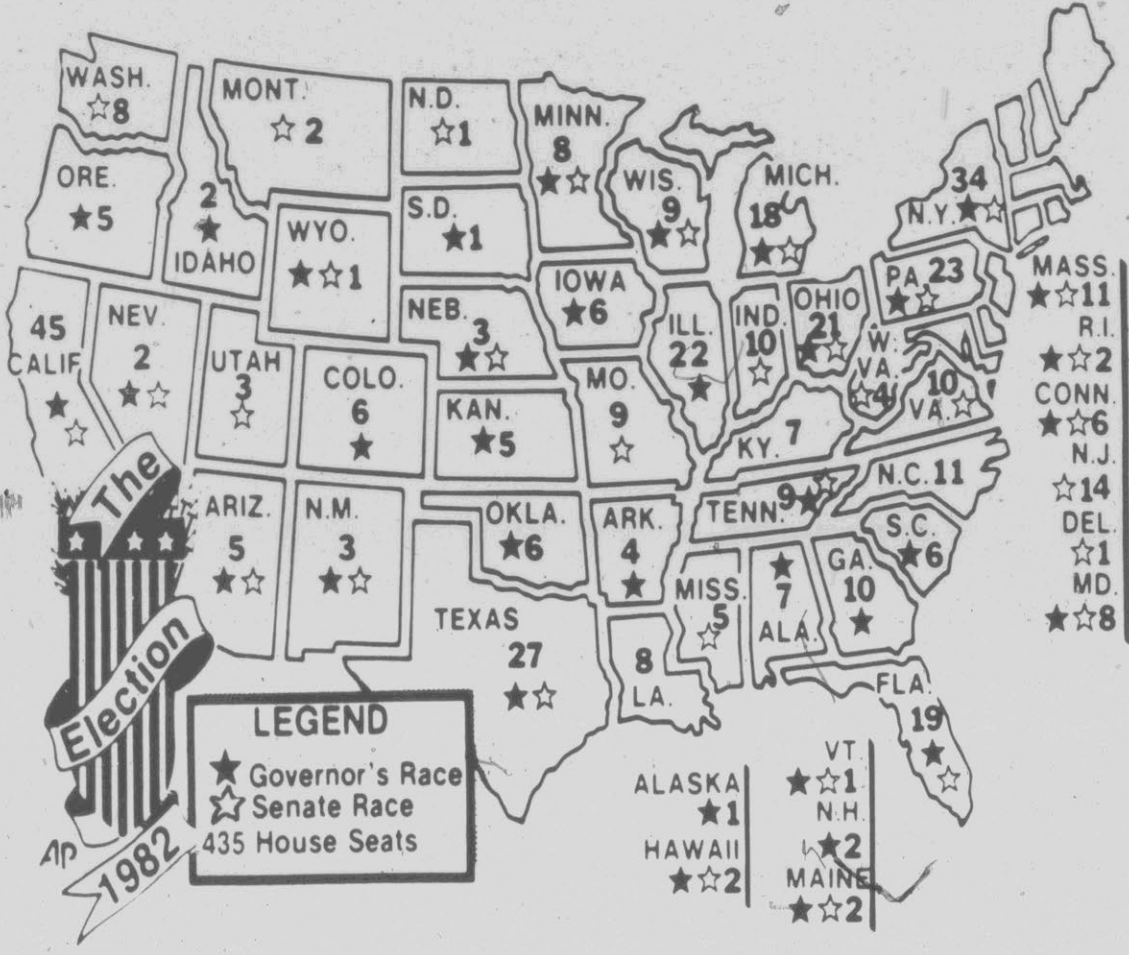 WASH.
☆8
MONT.
☆ 2
N.D.
☆1
MINN.
8
★☆
ORE.
★5
2
★
IDAHO
WYO.
★☆1
S.D.
★1
WIS.
9
★☆
MICH.
18
★☆
34
N.Y.★☆
NEB.
3
★☆
IOWA
★6
ILL.
22
★
IND.
10
☆
OHIO
21
★☆
PA.23
★☆
W.
VA.
☆4
10
VA.☆
45
CALIF.
★
☆
NEV.
2
★☆
UTAH
3
☆
COLO.
6
★
KAN.
★5
MO.
9
☆
KY. 7
N.C.11
TENN.9★☆
S.C.
★6
ARIZ.
5
★☆
N.M.
3
★☆
OKLA.
★6
ARK.
4
★
MISS.
5
☆
★
7
ALA.
GA.
10
★
TEXAS
27
★☆
8
LA.
FLA.
19
★
☆
MASS.
★☆11
R.I.
★☆2
CONN.
★☆6
N.J.
☆14
DEL.
☆1
MD.
★☆8
ALASKA
★1
HAWAII
★☆2
VT
★☆1
N.H.
★2
MAINE
★☆2
The
Election
1982
AP
LEGEND
★ Governor's Race
☆ Senate Race
435 House Seats